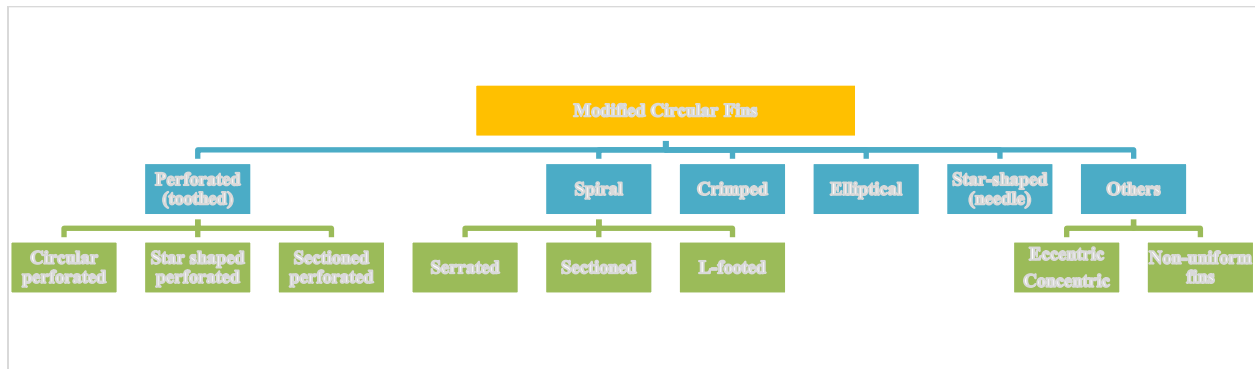 Modified Circular Fins
Perforated
(toothed)
Spiral
Crimped
Elliptical
Star-shaped
(needle)
Others
Circular
perforated
Star shaped
perforated
Sectioned
perforated
Serrated
Sectioned
L-footed
Eccentric
Concentric
Non-uniform
fins